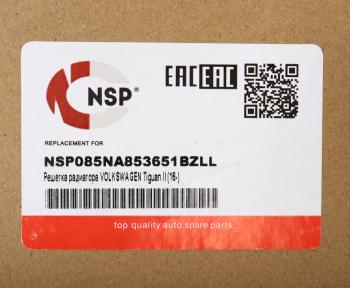 NSP®
EAC EAC
REPLACEMENT FOR
NSP085NA853651BZLL
Решетка радиатора VOLKSWAGEN Tiguan II (16-)
top quality auto spare parts